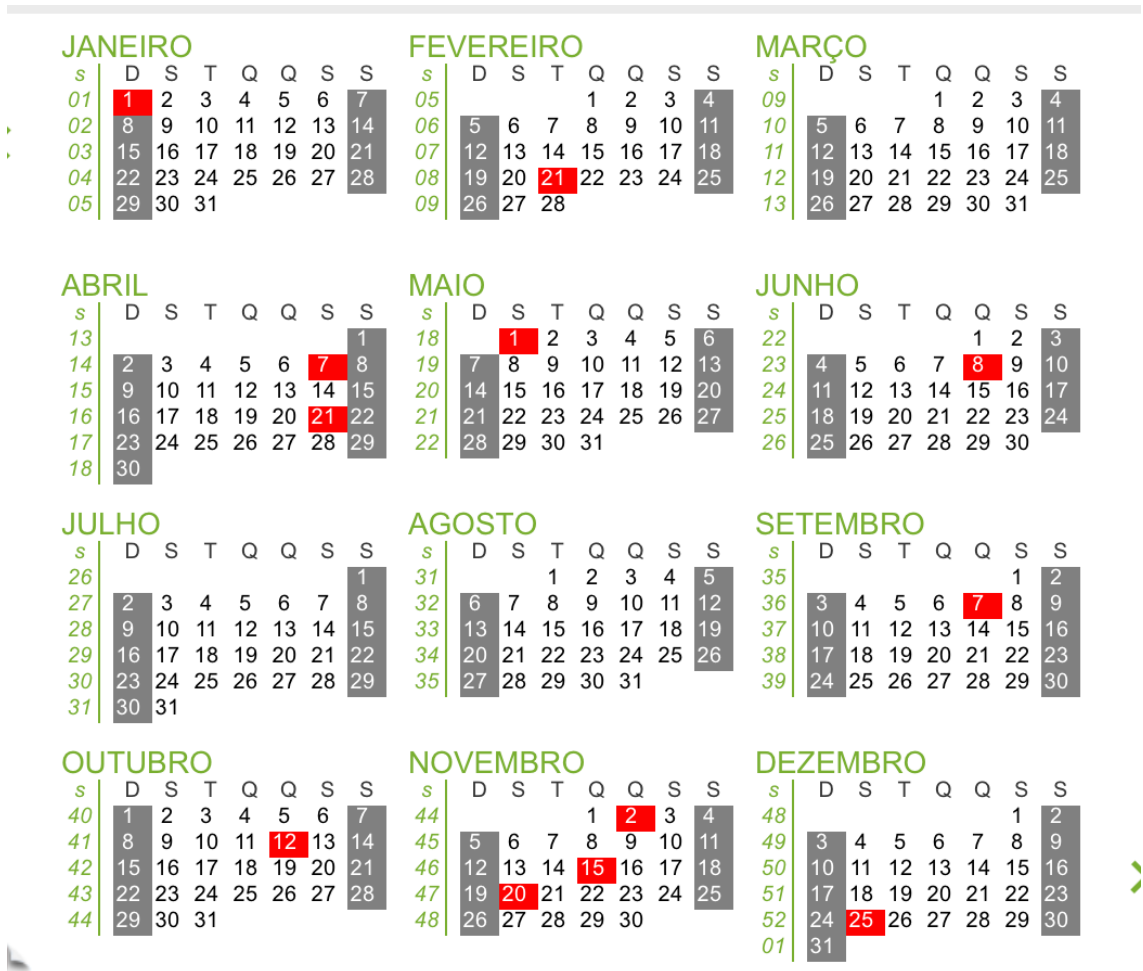 JANEIRO
s D S T Q Q S S
01 1 2 3 4 5 6 7
02 8 9 10 11 12 13 14
03 15 16 17 18 19 20 21
04 22 23 24 25 26 27 28
05 29 30 31
FEVEREIRO
s D S T Q Q S S
05 1 2 3 4
06 5 6 7 8 9 10 11
07 12 13 14 15 16 17 18
08 19 20 21 22 23 24 25
09 26 27 28
MARÇO
s D S T Q Q S S
09 1 2 3 4
10 5 6 7 8 9 10 11
11 12 13 14 15 16 17 18
12 19 20 21 22 23 24 25
13 26 27 28 29 30 31
ABRIL
s D S T Q Q S S
13 1
14 2 3 4 5 6 7 8
15 9 10 11 12 13 14 15
16 16 17 18 19 20 21 22
17 23 24 25 26 27 28 29
18 30
MAIO
s D S T Q Q S S
18 1 2 3 4 5 6
19 7 8 9 10 11 12 13
20 14 15 16 17 18 19 20
21 21 22 23 24 25 26 27
22 28 29 30 31
JUNHO
s D S T Q Q S S
22 1 2 3
23 4 5 6 7 8 9 10
24 11 12 13 14 15 16 17
25 18 19 20 21 22 23 24
26 25 26 27 28 29 30
JULHO
s D S T Q Q S S
26 1
27 2 3 4 5 6 7 8
28 9 10 11 12 13 14 15
29 16 17 18 19 20 21 22
30 23 24 25 26 27 28 29
31 30 31
AGOSTO
s D S T Q Q S S
31 1 2 3 4 5
32 6 7 8 9 10 11 12
33 13 14 15 16 17 18 19
34 20 21 22 23 24 25 26
35 27 28 29 30 31
SETEMBRO
s D S T Q Q S S
35 1 2
36 3 4 5 6 7 8 9
37 10 11 12 13 14 15 16
38 17 18 19 20 21 22 23
39 24 25 26 27 28 29 30
OUTUBRO
s D S T Q Q S S
40 1 2 3 4 5 6 7
41 8 9 10 11 12 13 14
42 15 16 17 18 19 20 21
43 22 23 24 25 26 27 28
44 29 30 31
NOVEMBRO
s D S T Q Q S S
44 1 2 3 4
45 5 6 7 8 9 10 11
46 12 13 14 15 16 17 18
47 19 20 21 22 23 24 25
48 26 27 28 29 30
DEZEMBRO
s D S T Q Q S S
48 1 2
49 3 4 5 6 7 8 9
50 10 11 12 13 14 15 16
51 17 18 19 20 21 22 23
52 24 25 26 27 28 29 30
01 31